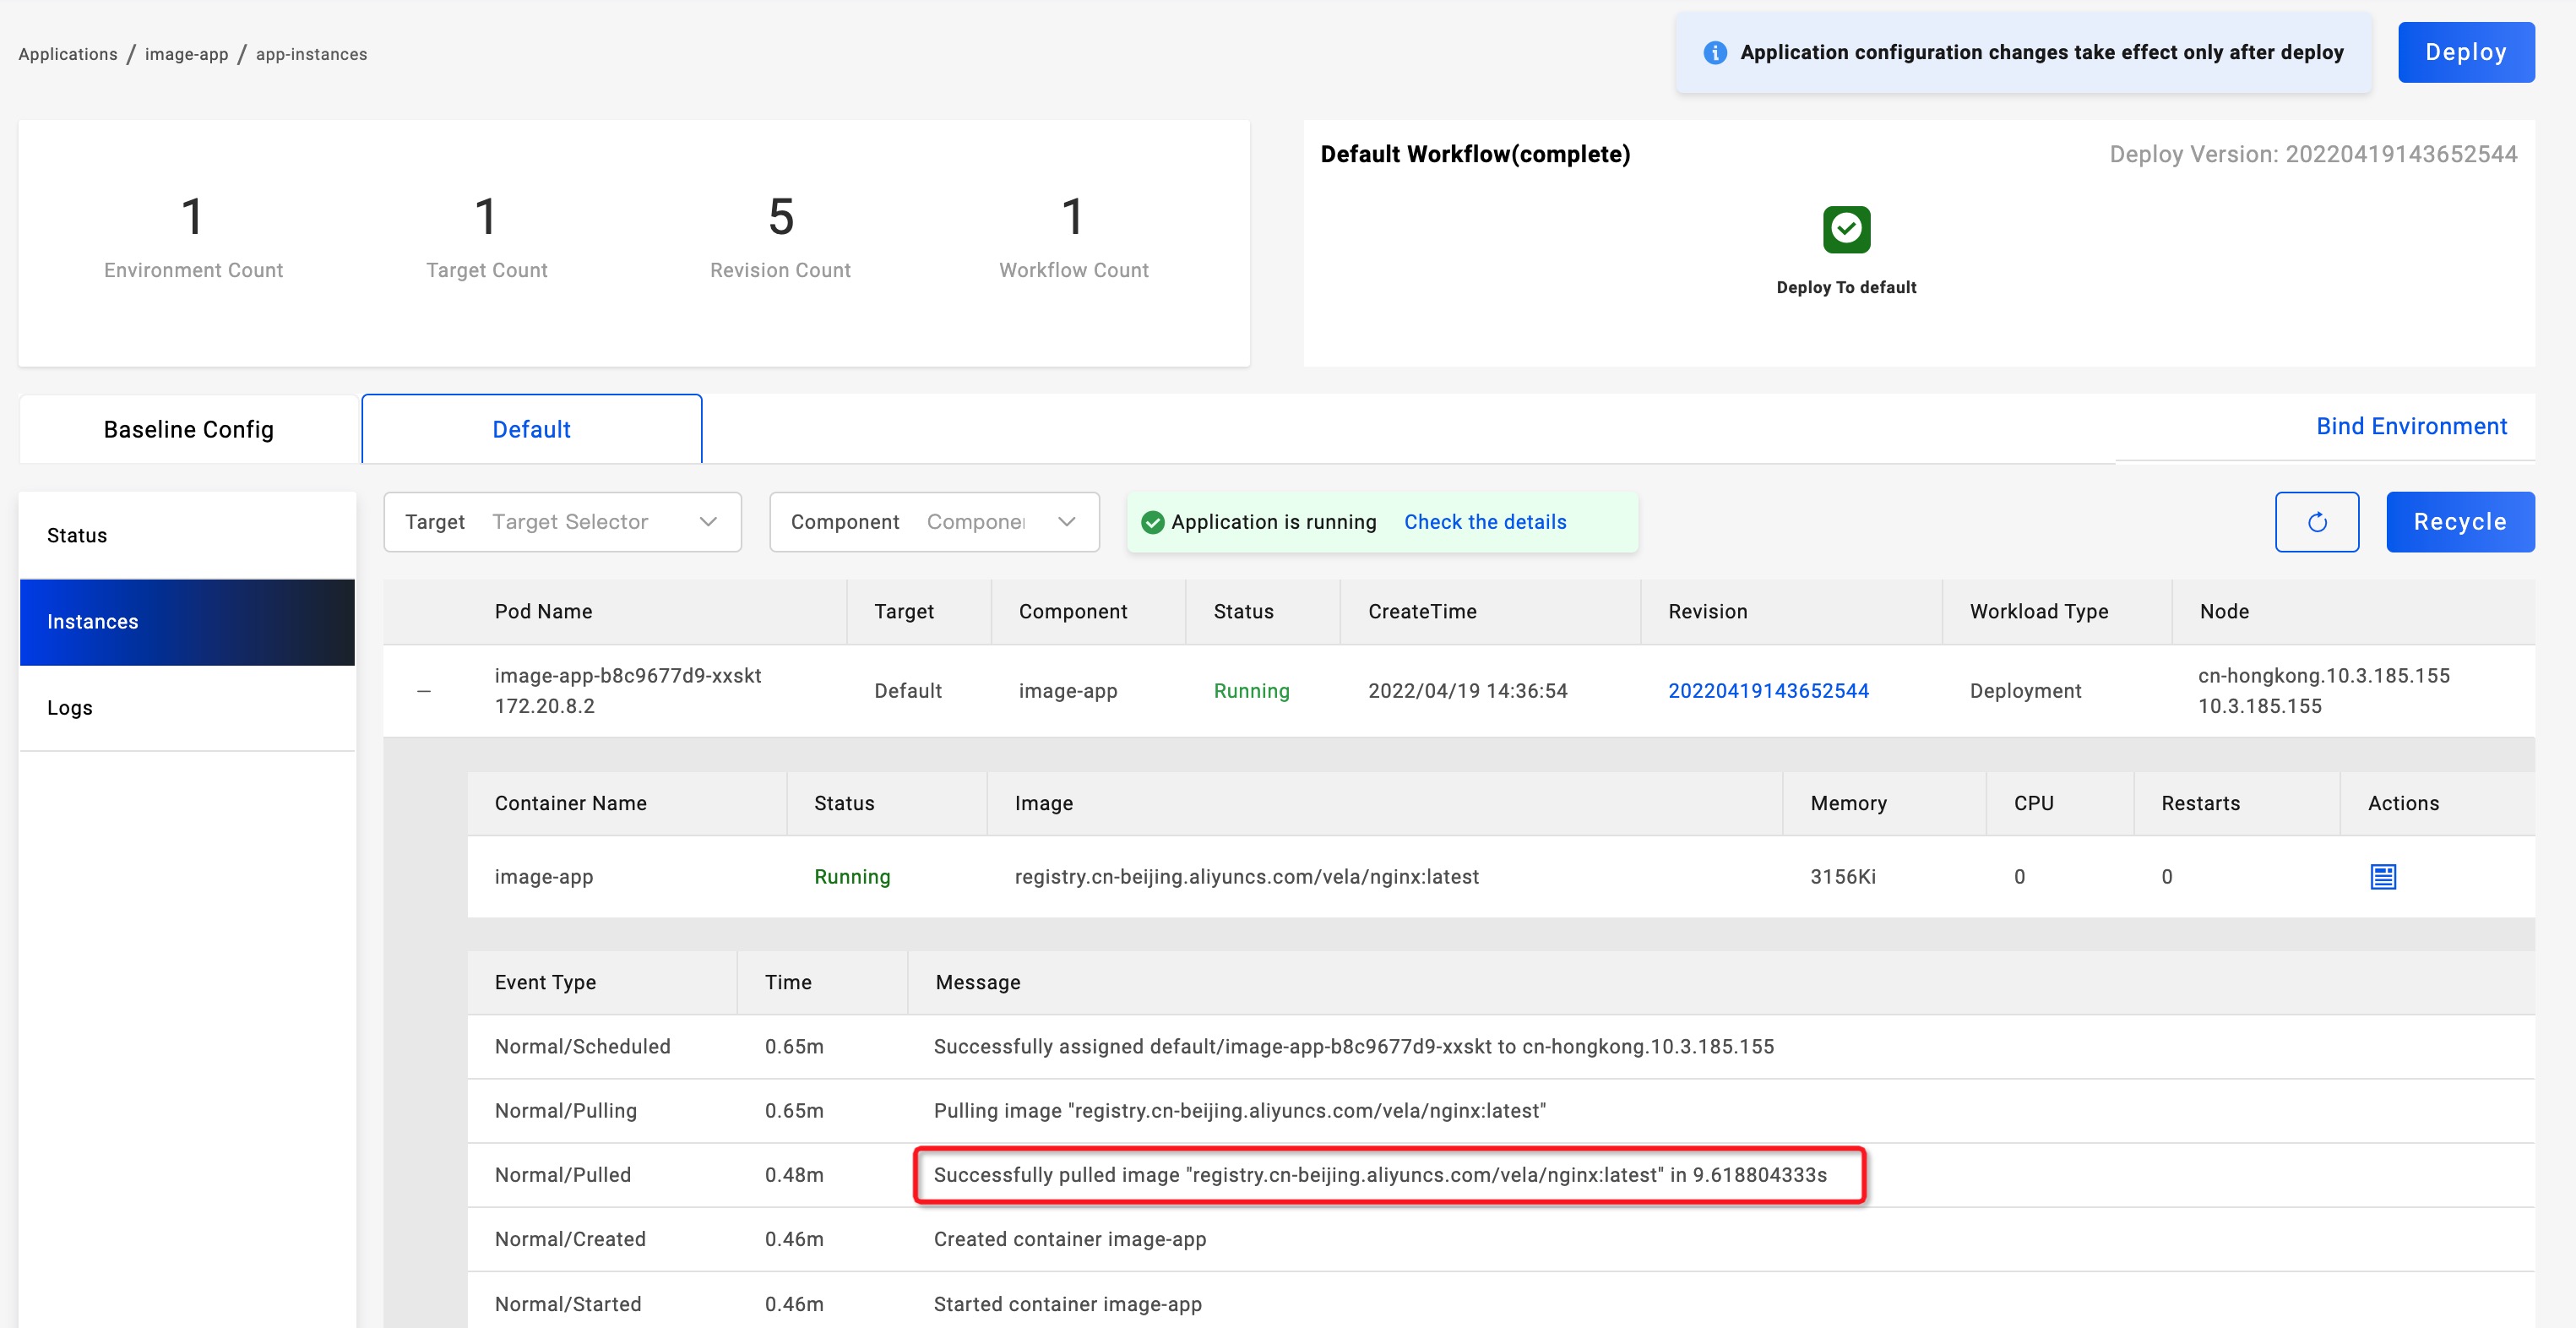 Applications / image-app / app-instances
Application configuration changes take effect only after deploy
Deploy
1
Environment Count
1
Target Count
5
Revision Count
1
Workflow Count
Default Workflow(complete)
Deploy Version: 20220419143652544
Deploy To default
Baseline Config
Default
Bind Environment
Status
Instances
Logs
Target Target Selector
Component Componer
Application is running Check the details
Recycle
Pod Name Target Component Status CreateTime Revision Workload Type Node
image-app-b8c9677d9-xxskt
172.20.8.2
Default image-app Running 2022/04/19 14:36:54 20220419143652544 Deployment
cn-hongkong.10.3.185.155
10.3.185.155
Container Name Status Image Memory CPU Restarts Actions
image-app Running registry.cn-beijing.aliyuncs.com/vela/nginx:latest 3156Ki 0 0
Event Type Time Message
Normal/Scheduled 0.65m Successfully assigned default/image-app-b8c9677d9-xxskt to cn-hongkong.10.3.185.155
Normal/Pulling 0.65m Pulling image "registry.cn-beijing.aliyuncs.com/vela/nginx:latest"
Normal/Pulled 0.48m Successfully pulled image "registry.cn-beijing.aliyuncs.com/vela/nginx:latest" in 9.618804333s
Normal/Created 0.46m Created container image-app
Normal/Started 0.46m Started container image-app